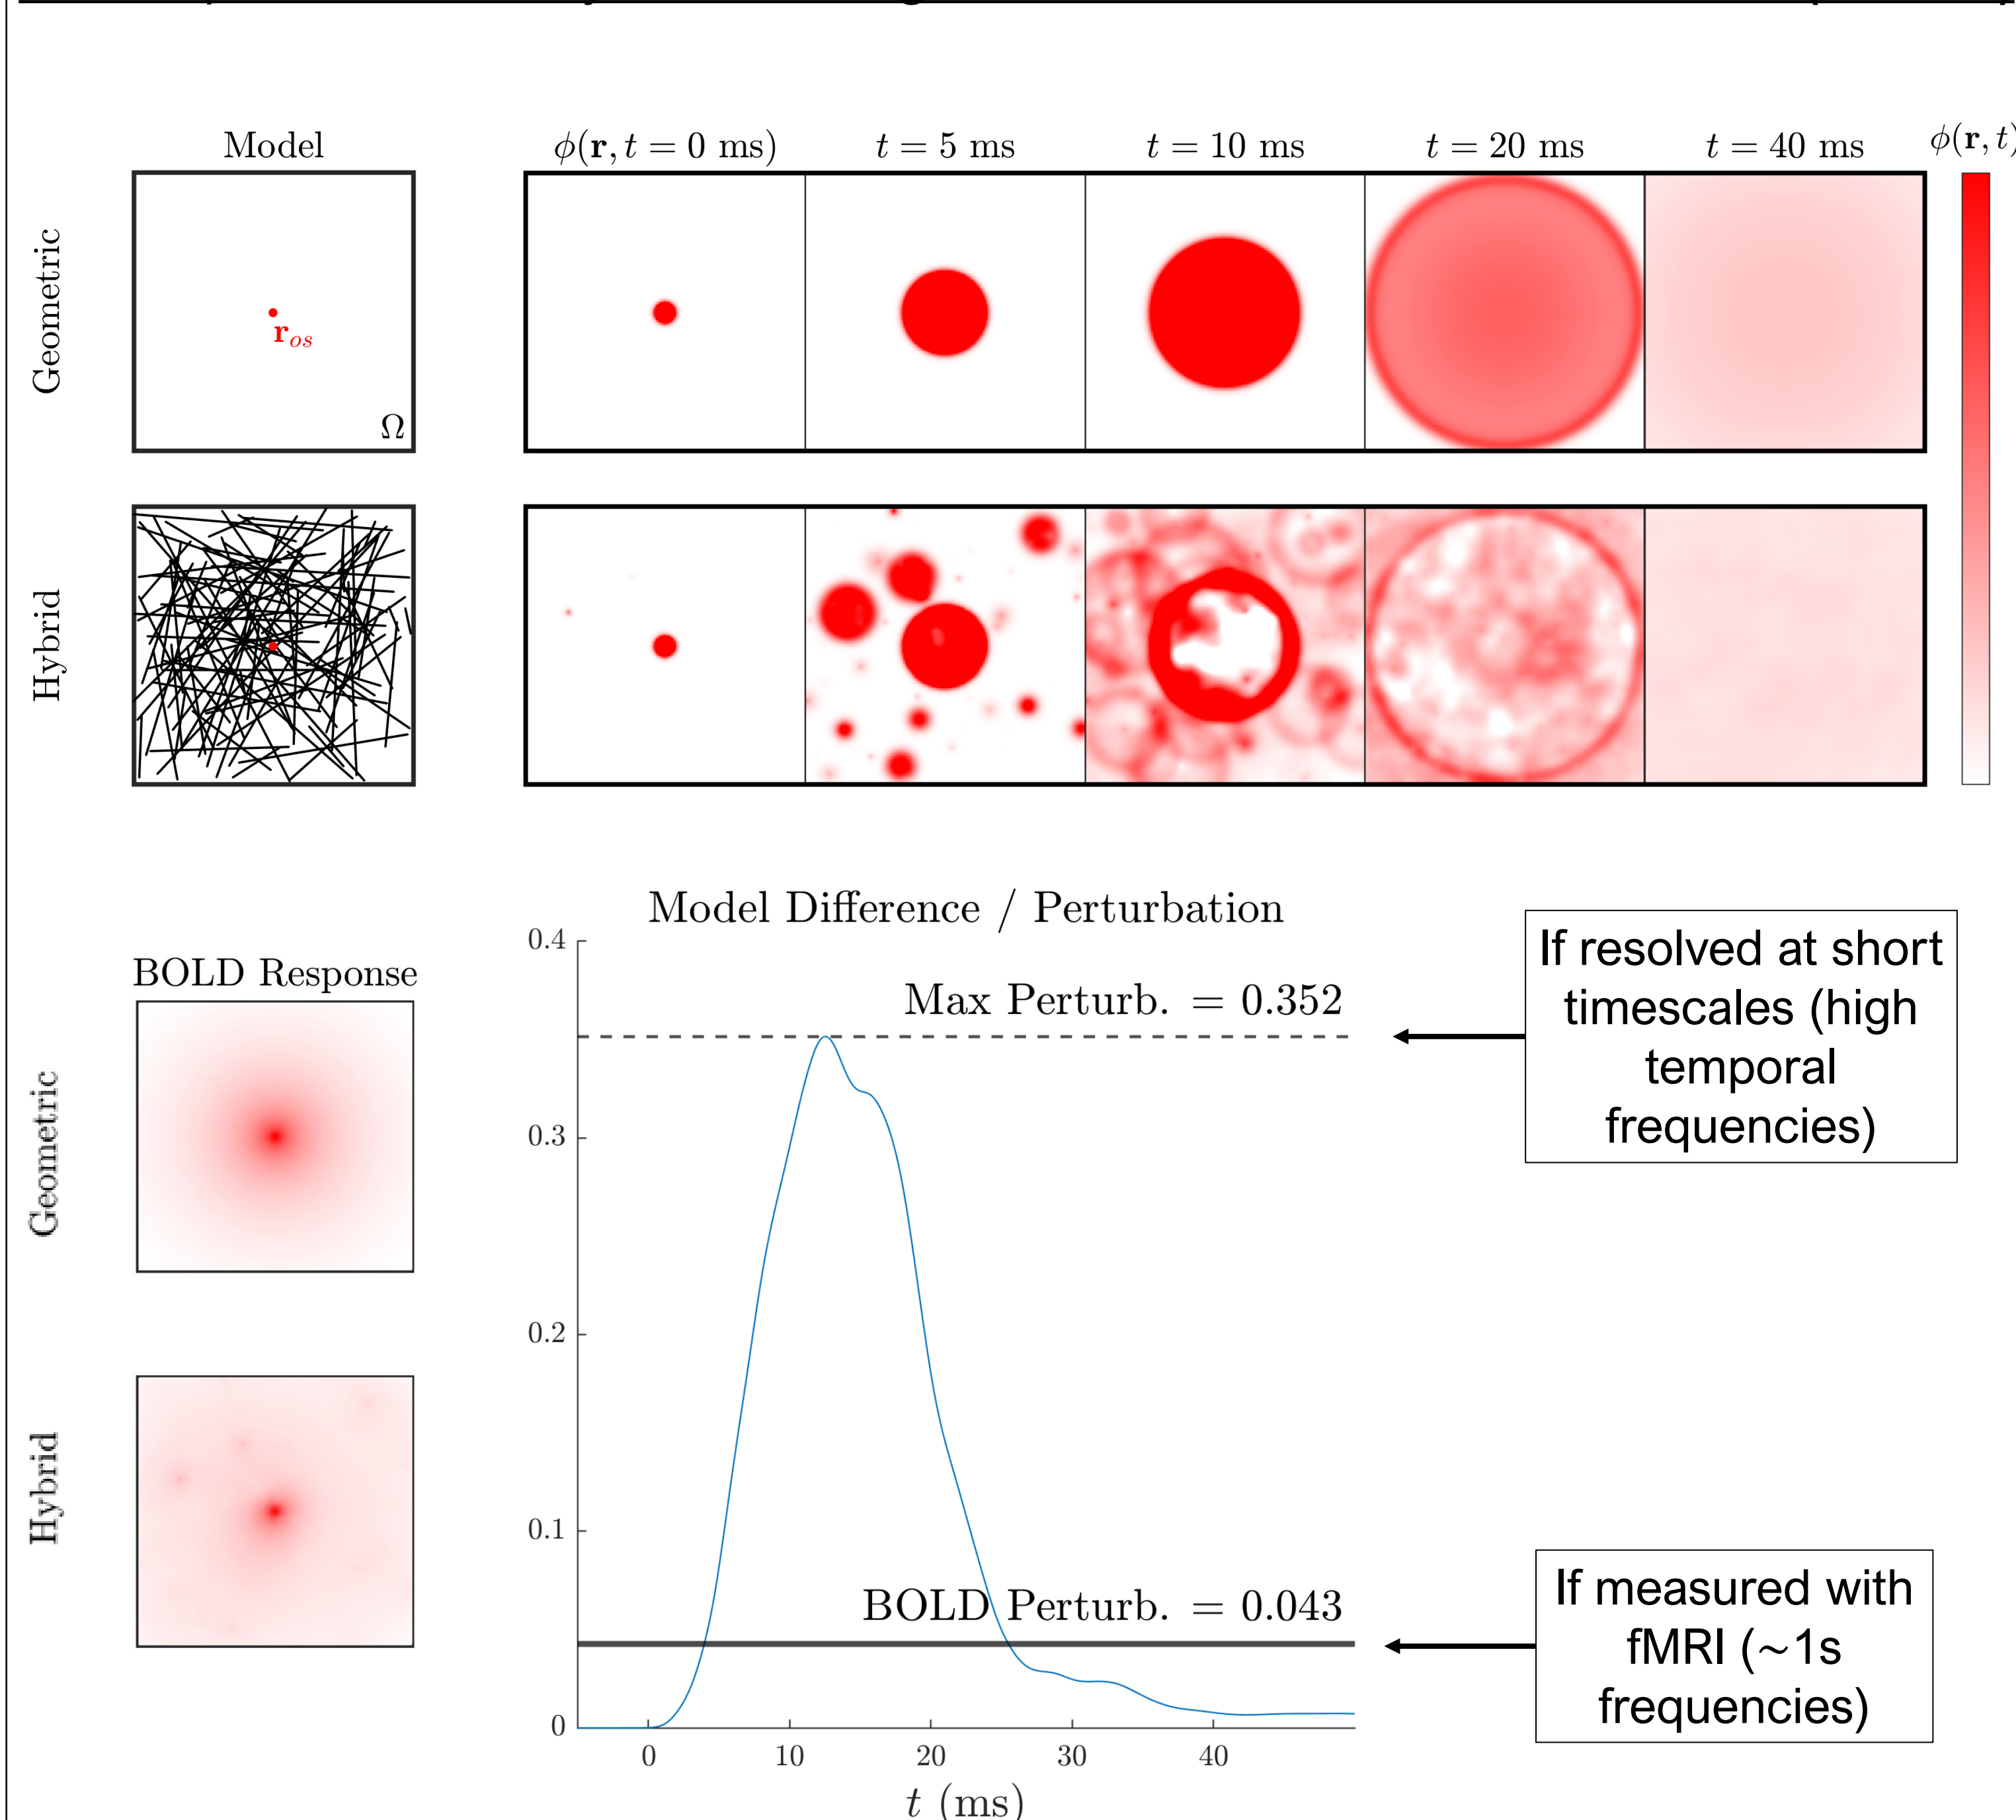 Model
ϕ(r, t = 0 ms)
t = 5 ms
t = 10 ms
t = 20 ms
t = 40 ms
ϕ(r, t)
Geometric
r_os
Ω
Hybrid
Model Difference / Perturbation
BOLD Response
Geometric
Hybrid
0.4
0.3
0.2
0.1
0
Max Perturb. = 0.352
BOLD Perturb. = 0.043
0
10
20
30
40
t (ms)
If resolved at short
timescales (high
temporal
frequencies)
If measured with
fMRI (~1s
frequencies)